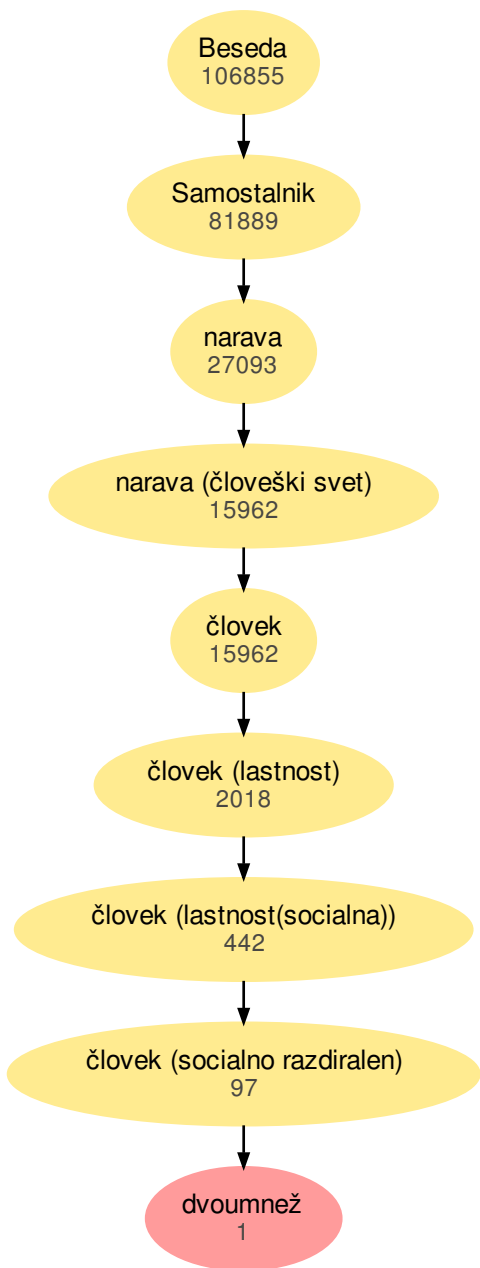 Beseda
106855
Samostalnik
81889
narava
27093
narava (človeški svet)
15962
človek
15962
človek (lastnost)
2018
človek (lastnost(socialna))
442
človek (socialno razdiralen)
97
dvoumnež
1